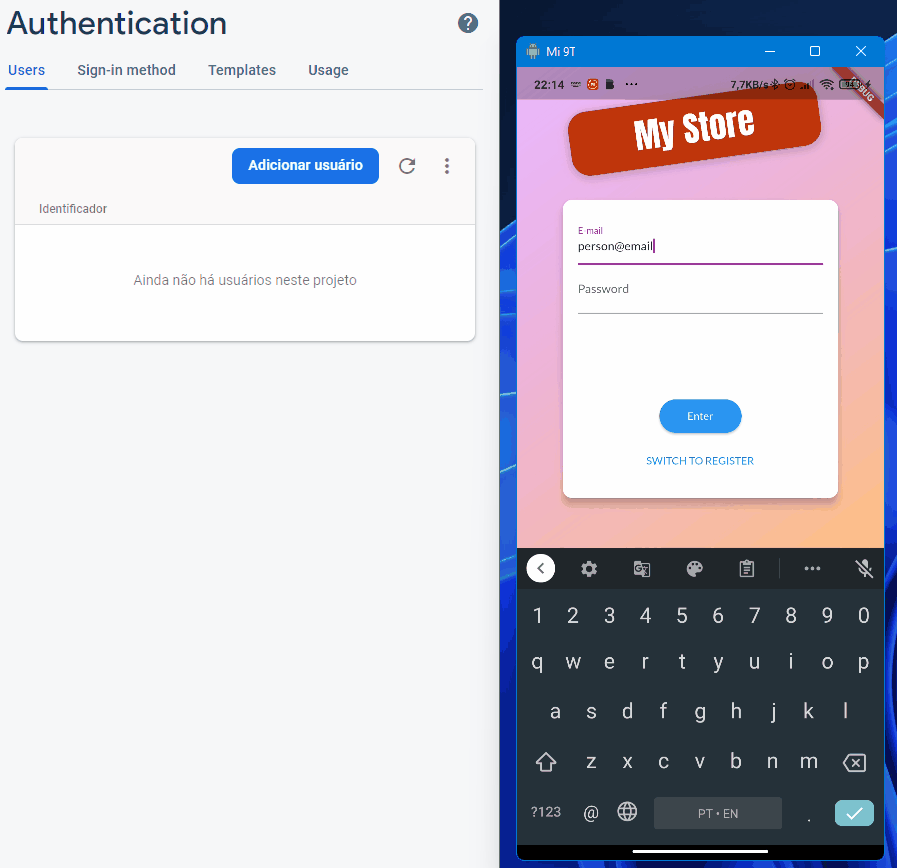 Authentication
Users Sign-in method Templates Usage
Adicionar usuário
Identificador
Ainda não há usuários neste projeto
Mi 9T
22:14 ... 7,7KB/s 94
BUG
My Store
E-mail
person@email
Password
Enter
SWITCH TO REGISTER
1 2 3 4 5 6 7 8 9 0
q w e r t y u i o p
a s d f g h j k l
z x c v b n m
?123 @ PT • EN .